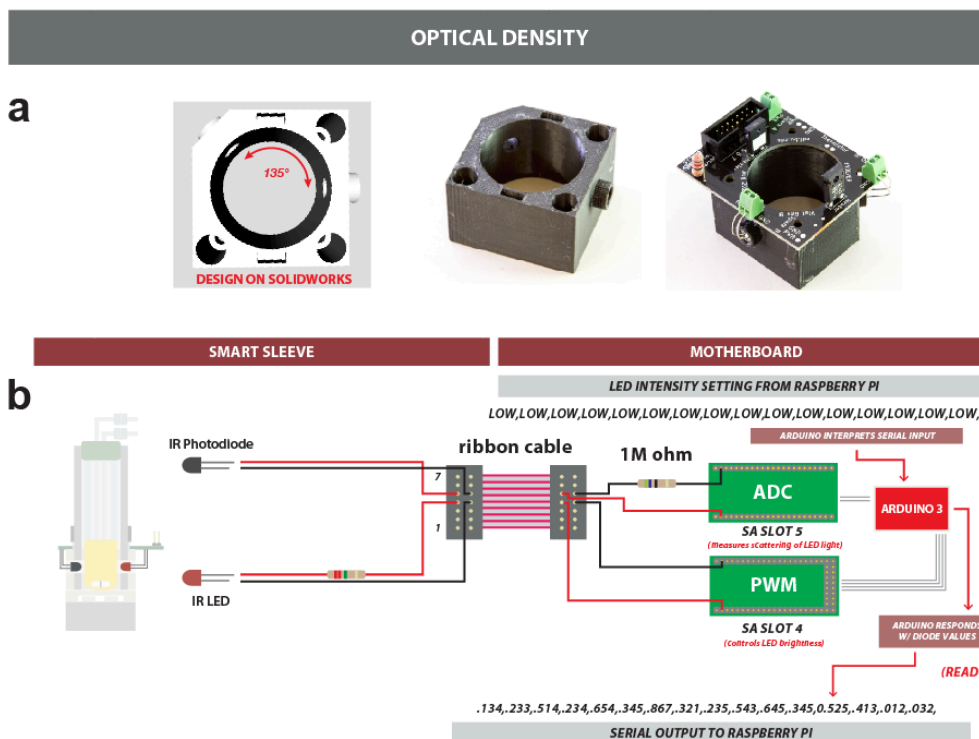 OPTICAL DENSITY
a
135°
DESIGN ON SOLIDWORKS
SMART SLEEVE
MOTHERBOARD
b
LED INTENSITY SETTING FROM RASPBERRY PI
LOW,LOW,LOW,LOW,LOW,LOW,LOW,LOW,LOW,LOW,LOW,LOW,LOW,LOW,LOW,LOW,
ARDUINO INTERPRETS SERIAL INPUT
IR Photodiode
ribbon cable
1M ohm
7
1
ADC
ARDUINO 3
SA SLOT 5
(Measures scattering of LED light)
PWM
IR LED
SA SLOT 4
(Controls LED brightness)
ARDUINO RESPONDS
W/ DIODE VALUES
(READ
.134,.233,.514,.234,.654,.345,.867,.321,.235,.543,.645,.345,0.525,.413,.012,.032,
SERIAL OUTPUT TO RASPBERRY PI